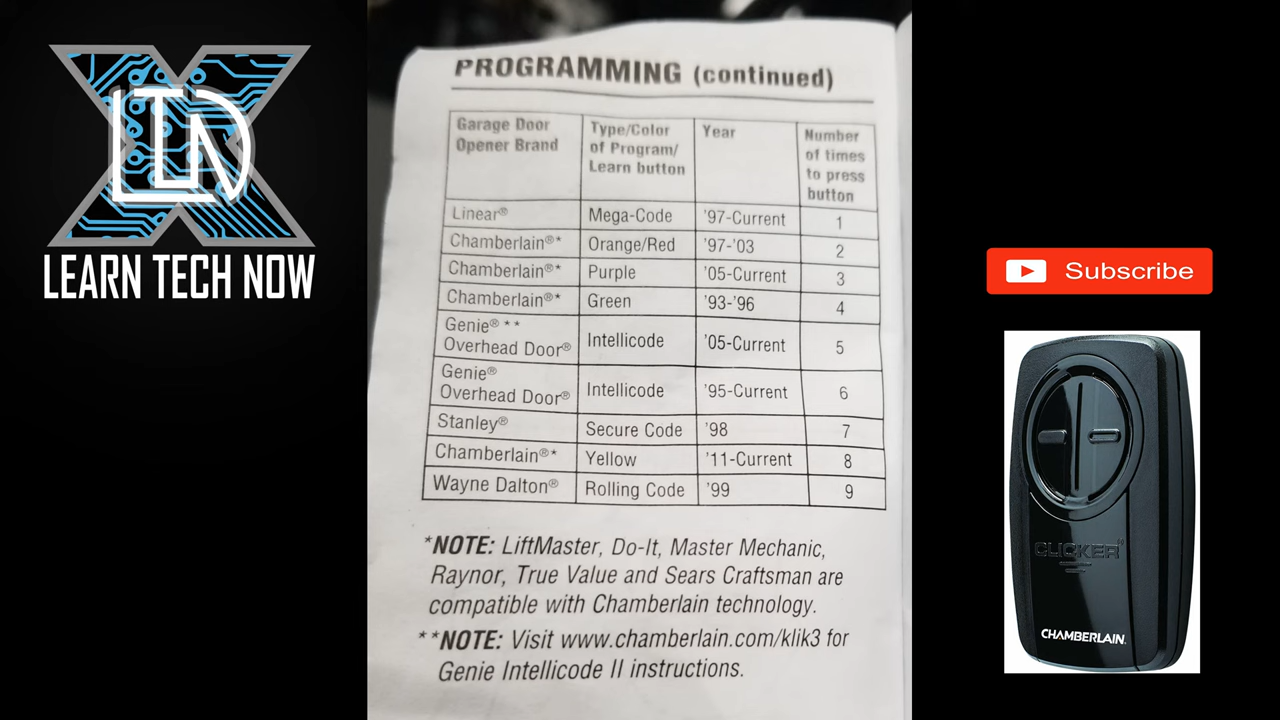 LTN
LEARN TECH NOW
PROGRAMMING (continued)
Garage Door
Opener Brand
Type/Color
of Program/
Learn button
Year
Number
of times
to press
button
Linear® Mega-Code '97-Current 1
Chamberlain®* Orange/Red '97-'03 2
Chamberlain®* Purple '05-Current 3
Chamberlain®* Green '93-'96 4
Genie®**
Overhead Door® Intellicode '05-Current 5
Genie®
Overhead Door® Intellicode '95-Current 6
Stanley® Secure Code '98 7
Chamberlain®* Yellow '11-Current 8
Wayne Dalton® Rolling Code '99 9
*NOTE: LiftMaster, Do-It, Master Mechanic,
Raynor, True Value and Sears Craftsman are
compatible with Chamberlain technology.
**NOTE: Visit www.chamberlain.com/klik3 for
Genie Intellicode II instructions.
Subscribe
CLICKER®
CHAMBERLAIN